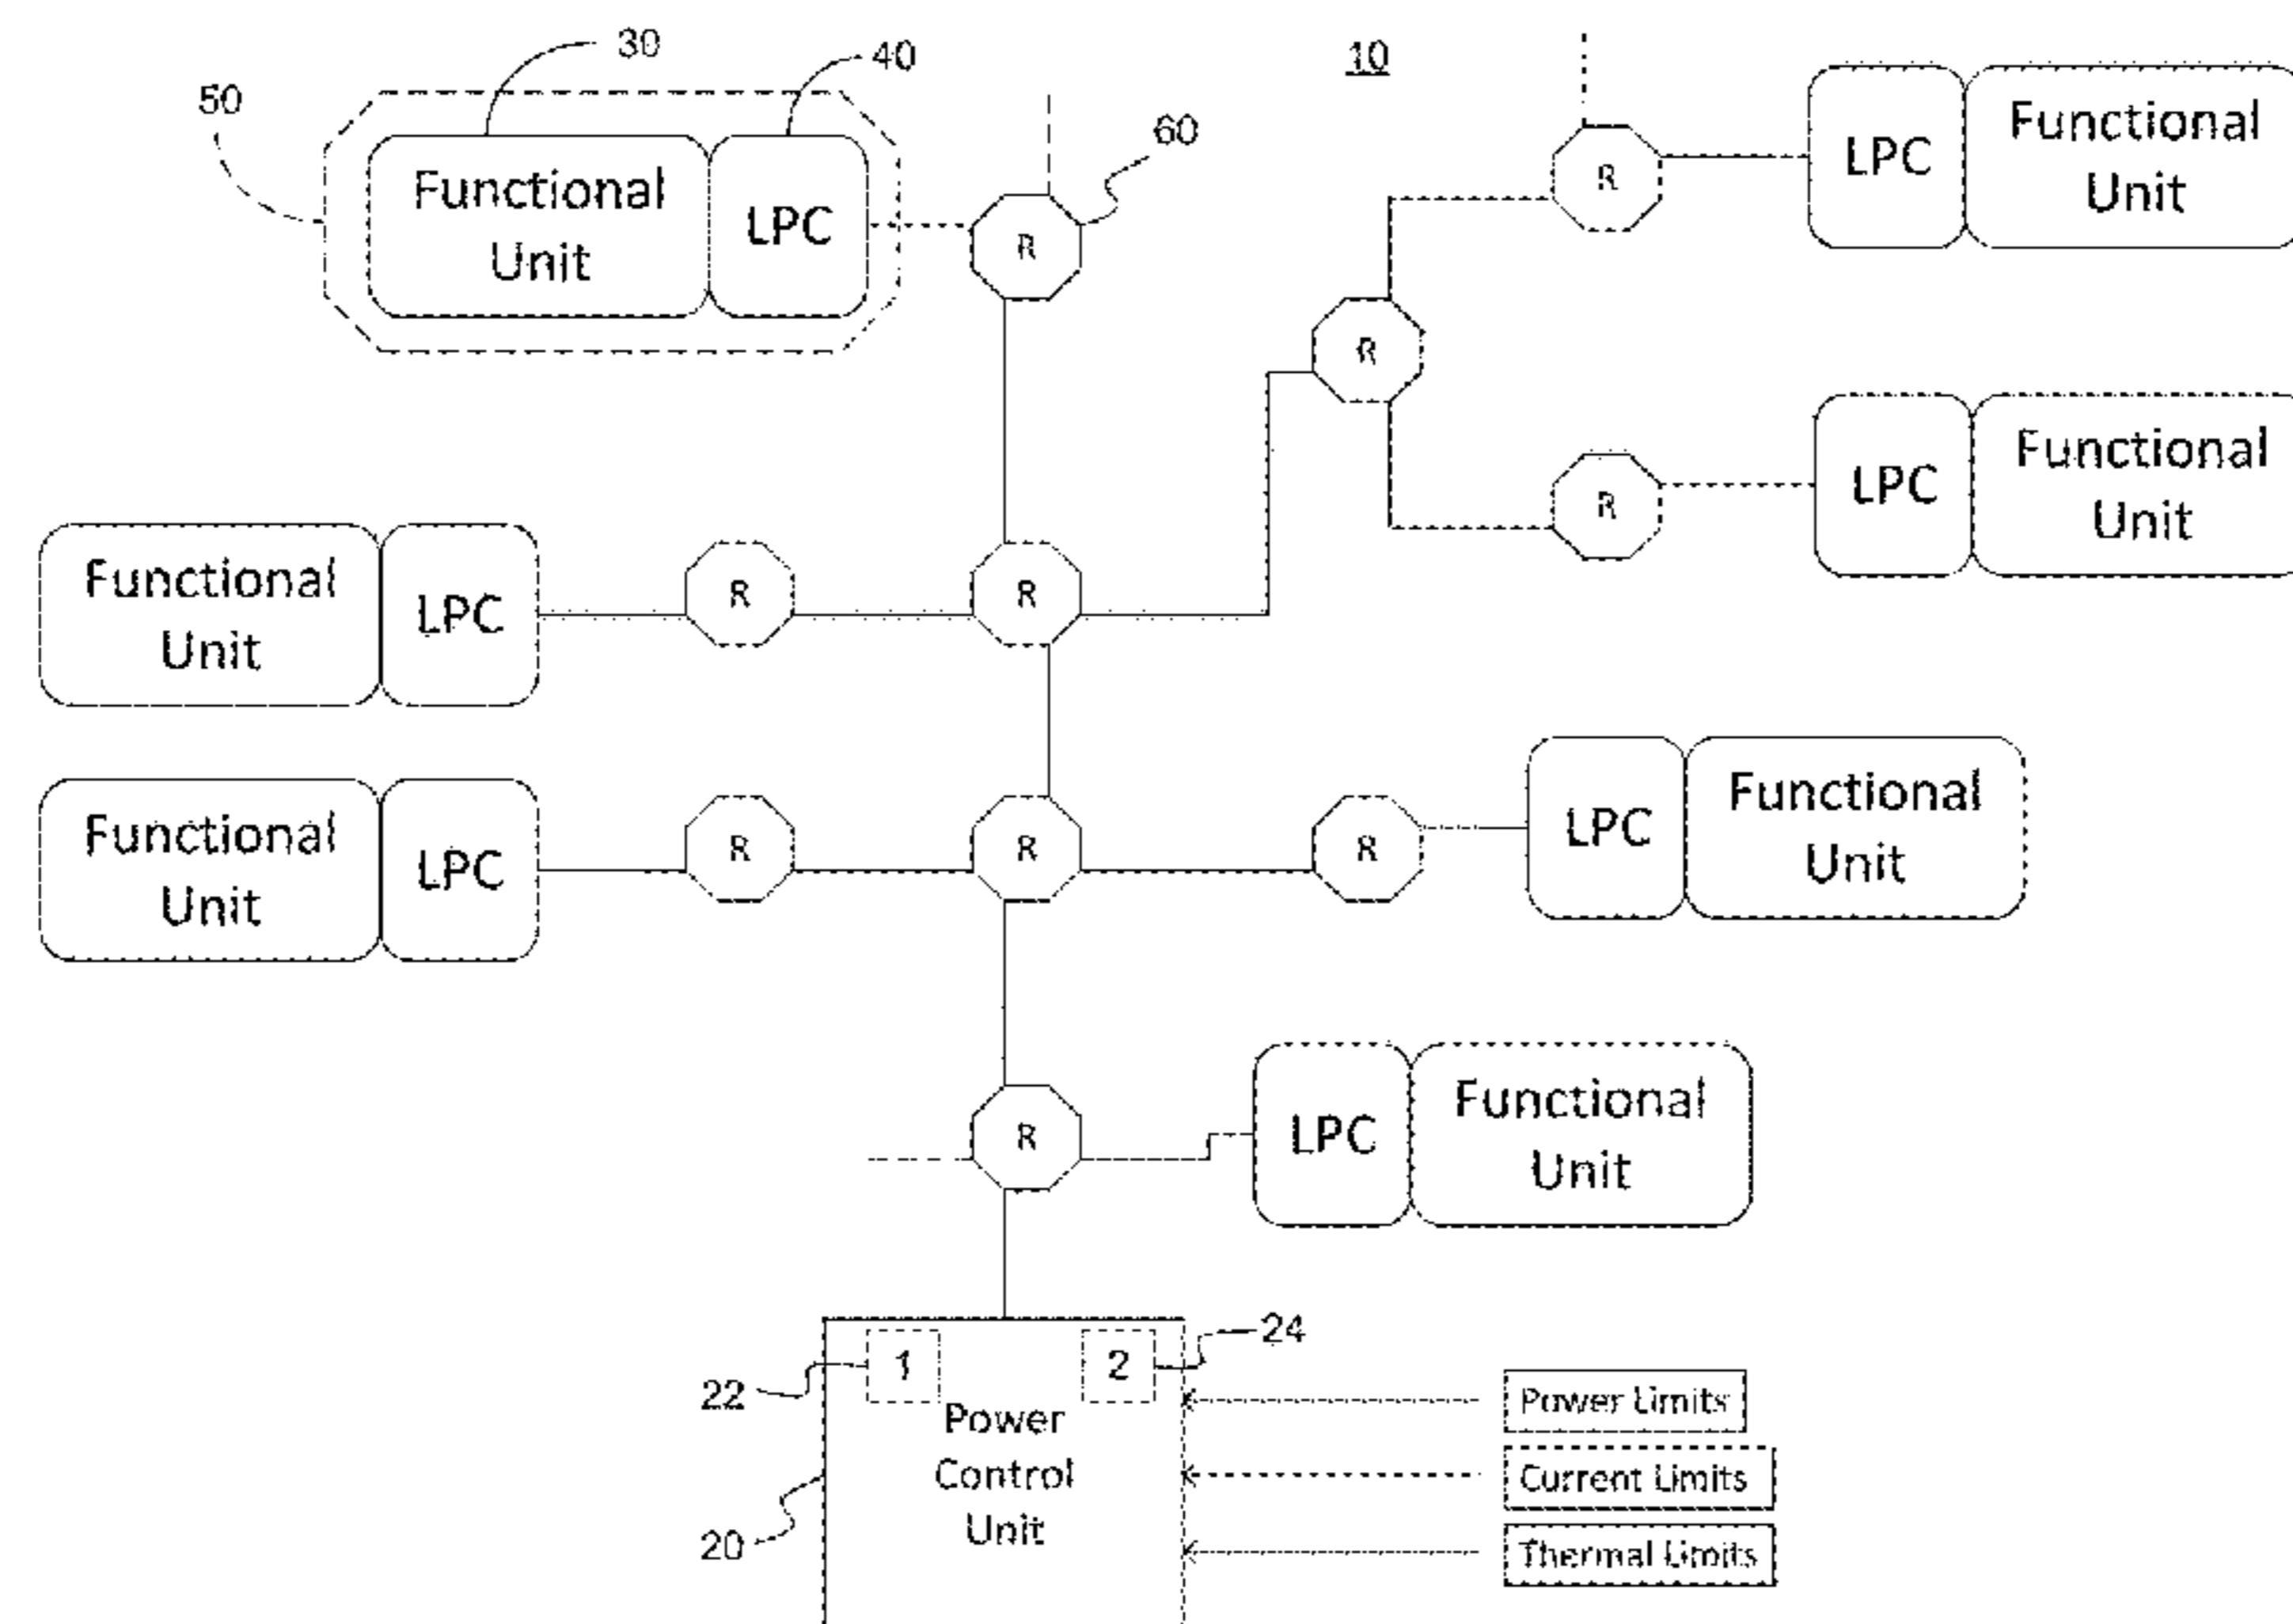 30
40
10
50
60
Functional
Unit
LPC
R
R
LPC
Functional
Unit
R
R
LPC
Functional
Unit
Functional
Unit
LPC
R
R
Functional
Unit
LPC
R
R
R
LPC
Functional
Unit
R
LPC
Functional
Unit
22
1
2
24
Power
Control
Unit
20
Power Limits
Current Limits
Thermal Limits